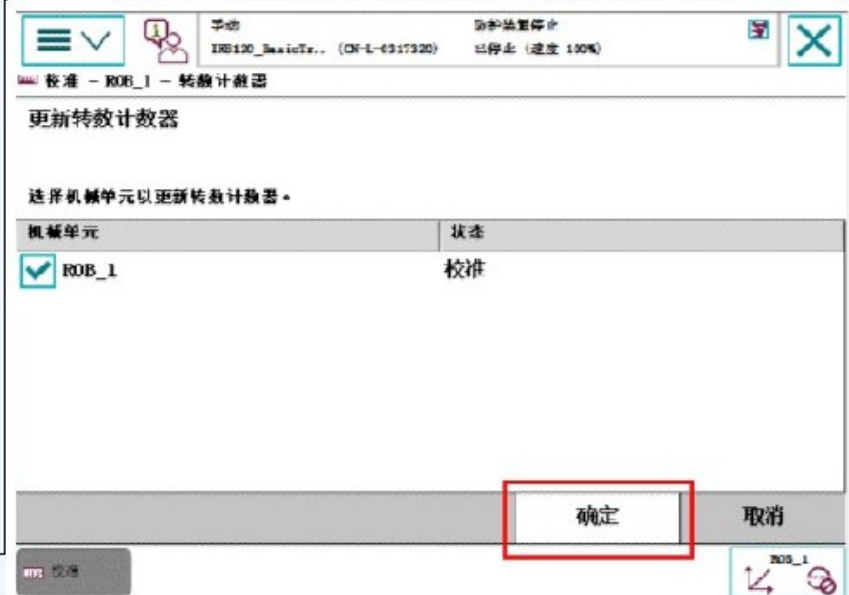 手动
IRB120_BasicTr.. (CN-L-0317320)
防护装置停止
已停止 (速度 100%)
校准 - ROB_1 - 转数计数器
更新转数计数器
选择机械单元以更新转数计数器。
机械单元 状态
ROB_1 校准
确定 取消
校准
ROB_1